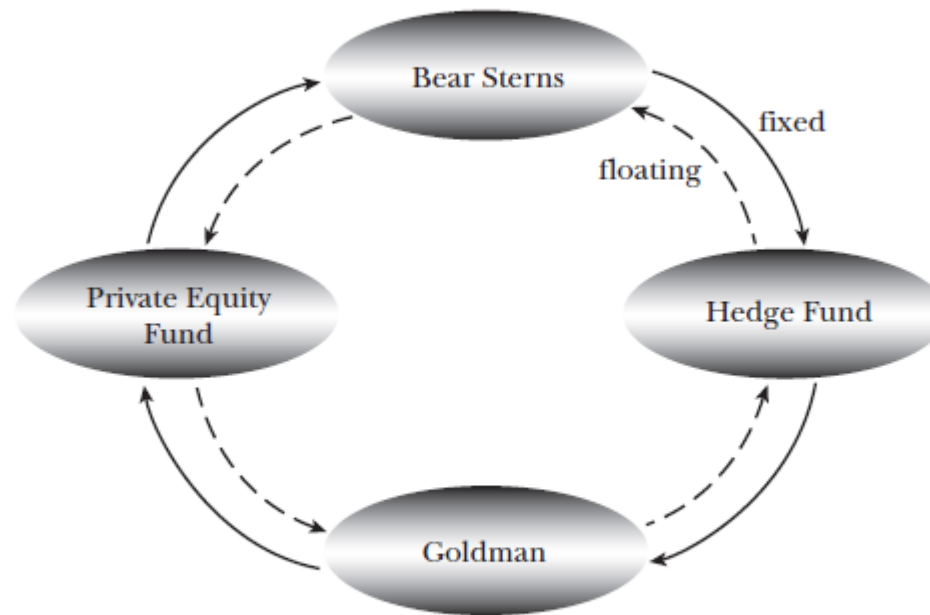 Bear Sterns
fixed
floating
Private Equity
Fund
Hedge Fund
Goldman